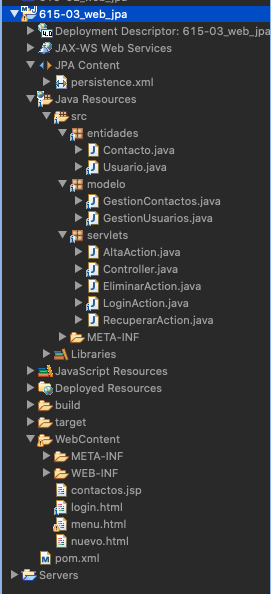 615-03_web_jpa
Deployment Descriptor: 615-03_web_jpa
JAX-WS Web Services
JPA Content
persistence.xml
Java Resources
src
entidades
Contacto.java
Usuario.java
modelo
GestionContactos.java
GestionUsuarios.java
servlets
AltaAction.java
Controller.java
EliminarAction.java
LoginAction.java
RecuperarAction.java
META-INF
Libraries
JavaScript Resources
Deployed Resources
build
target
WebContent
META-INF
WEB-INF
contactos.jsp
login.html
menu.html
nuevo.html
pom.xml
Servers